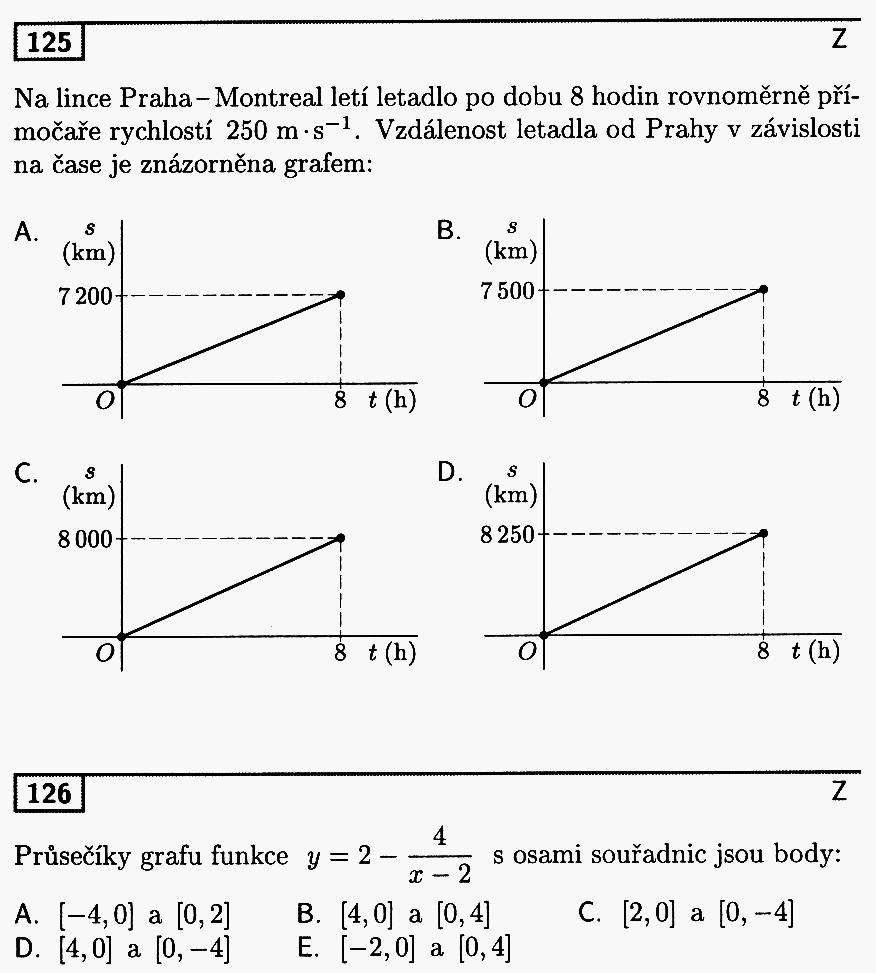 125 Z
Na lince Praha–Montreal letí letadlo po dobu 8 hodin rovnoměrně pří-
močaře rychlostí 250 m·s⁻¹. Vzdálenost letadla od Prahy v závislosti
na čase je znázorněna grafem:
A. s
(km)
7 200
O 8 t (h)
B. s
(km)
7 500
O 8 t (h)
C. s
(km)
8 000
O 8 t (h)
D. s
(km)
8 250
O 8 t (h)
126 Z
Průsečíky grafu funkce y = 2 − 4/(x − 2) s osami souřadnic jsou body:
A. [−4, 0] a [0, 2] B. [4, 0] a [0, 4] C. [2, 0] a [0, −4]
D. [4, 0] a [0, −4] E. [−2, 0] a [0, 4]